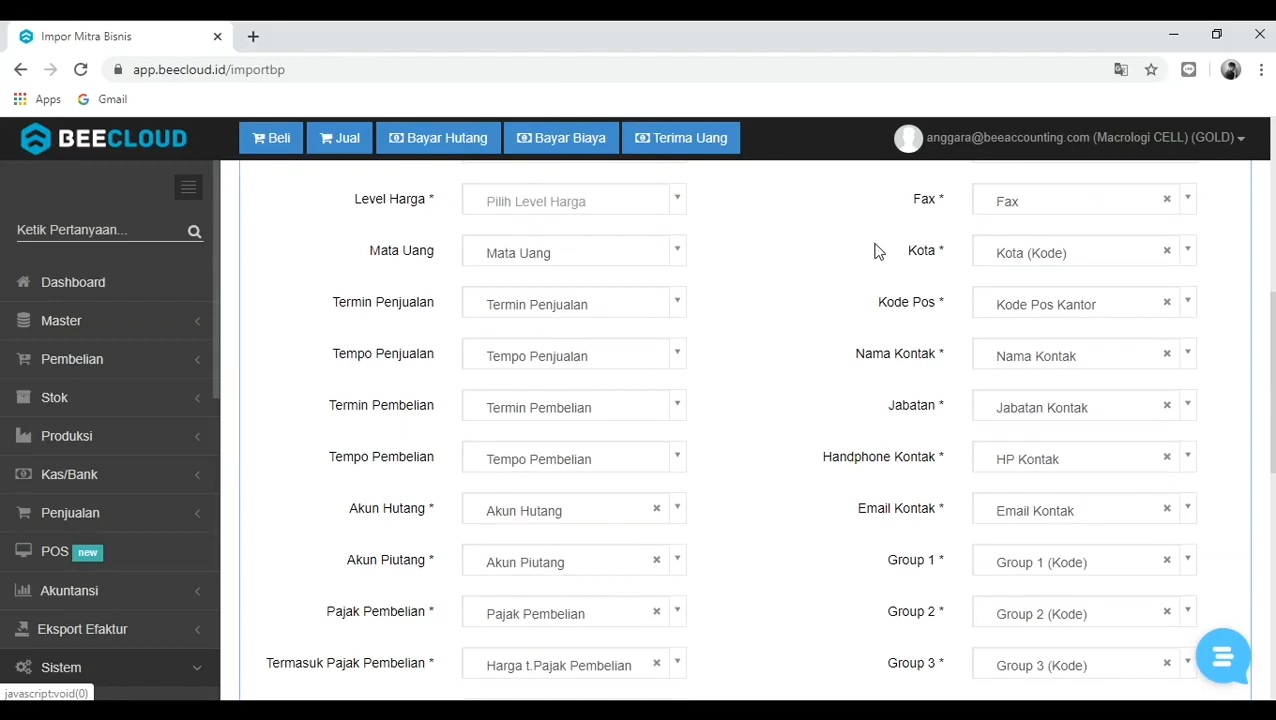 Impor Mitra Bisnis
app.beecloud.id/importbp
Apps
Gmail
BEECLOUD
Beli
Jual
Bayar Hutang
Bayar Biaya
Terima Uang
anggara@beeaccounting.com (Macrologi CELL) (GOLD)
Ketik Pertanyaan...
Dashboard
Master
Pembelian
Stok
Produksi
Kas/Bank
Penjualan
POS new
Akuntansi
Eksport Efaktur
Sistem
javascript:void(0)
Level Harga * Pilih Level Harga
Mata Uang Mata Uang
Termin Penjualan Termin Penjualan
Tempo Penjualan Tempo Penjualan
Termin Pembelian Termin Pembelian
Tempo Pembelian Tempo Pembelian
Akun Hutang * Akun Hutang
Akun Piutang * Akun Piutang
Pajak Pembelian * Pajak Pembelian
Termasuk Pajak Pembelian * Harga t.Pajak Pembelian
Fax * Fax
Kota * Kota (Kode)
Kode Pos * Kode Pos Kantor
Nama Kontak * Nama Kontak
Jabatan * Jabatan Kontak
Handphone Kontak * HP Kontak
Email Kontak * Email Kontak
Group 1 * Group 1 (Kode)
Group 2 * Group 2 (Kode)
Group 3 * Group 3 (Kode)